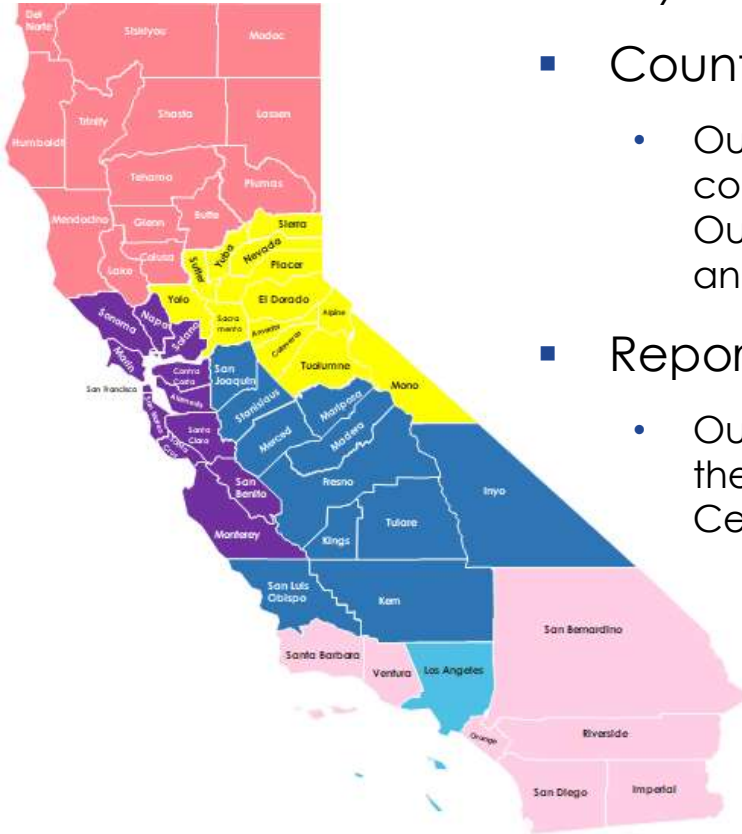 Del
Norte
Siskiyou
Modoc
Humboldt
Trinity
Shasta
Lassen
Tehama
Plumas
Mendocino
Glenn
Butte
Sierra
Lake
Colusa
Sutter
Yuba
Nevada
Placer
Yolo
El Dorado
Sonoma
Napa
Solano
Sacra
mento
Amador
Alpine
Calaveras
Tuolumne
Mono
Marin
Contra
Costa
San
Joaquin
San Francisco
Alameda
Stanislaus
Mariposa
San Mateo
Santa
Clara
Santa
Cruz
Merced
Madera
San
Benito
Fresno
Inyo
Monterey
Kings
Tulare
San Luis
Obispo
Kern
San Bernardino
Santa Barbara
Ventura
Los Angeles
Orange
Riverside
San Diego
Imperial
▪ Count
• Ou
co
Ou
an
▪ Repor
• Ou
the
Ce